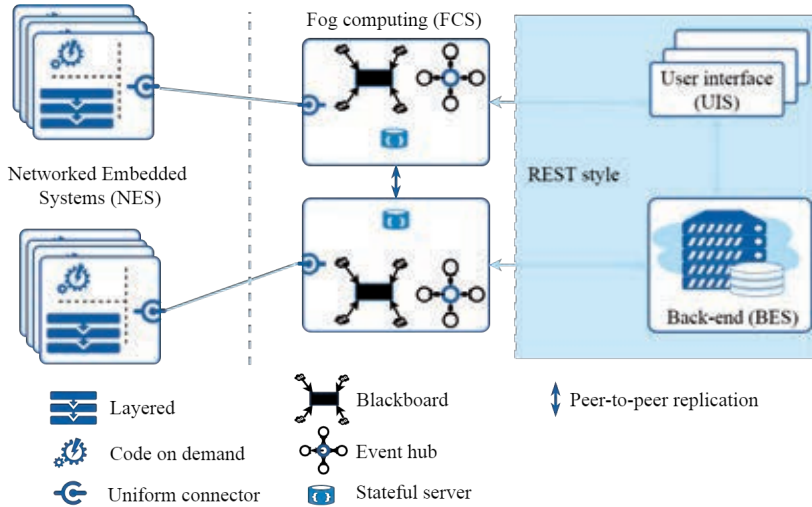 Fog computing (FCS)
User interface
(UIS)
Networked Embedded
Systems (NES)
REST style
Back-end (BES)
Layered
Blackboard
Peer-to-peer replication
Code on demand
Event hub
Uniform connector
Stateful server